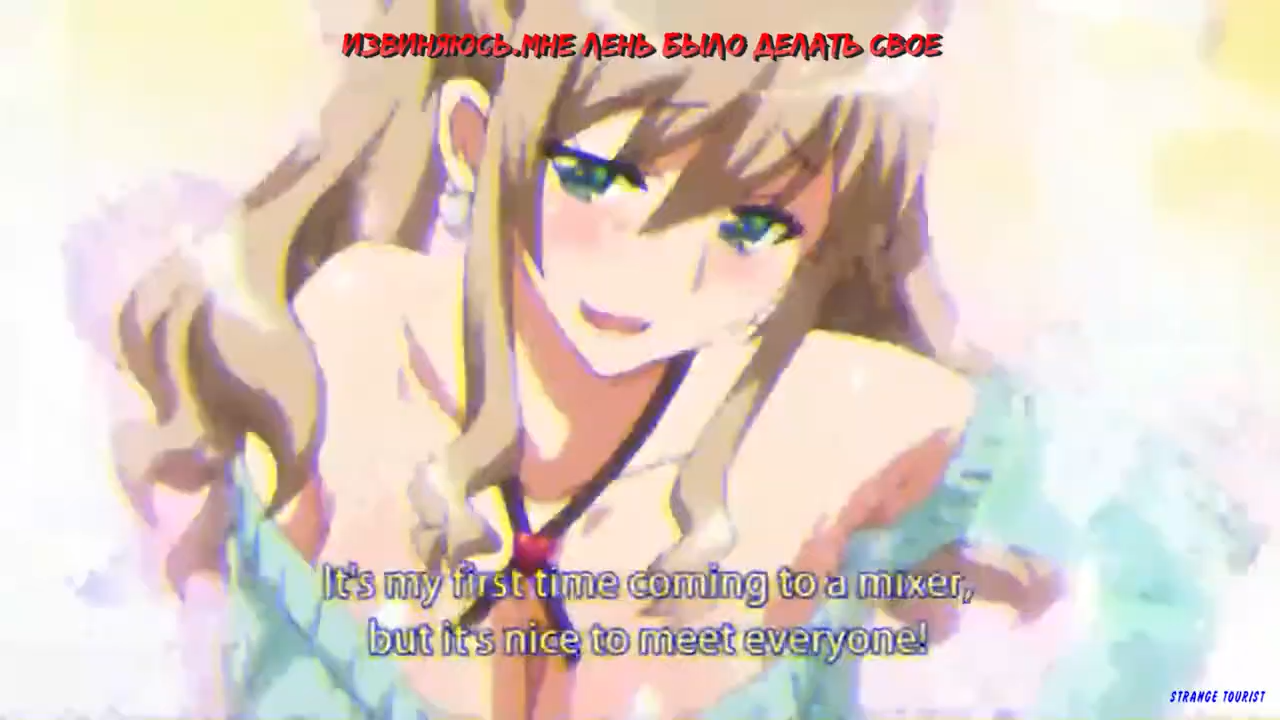 ИЗВИНЯЮСЬ.МНЕ ЛЕНЬ БЫЛО ДЕЛАТЬ СВОЕ
It's my first time coming to a mixer,
but it's nice to meet everyone!
STRANGE TOURIST